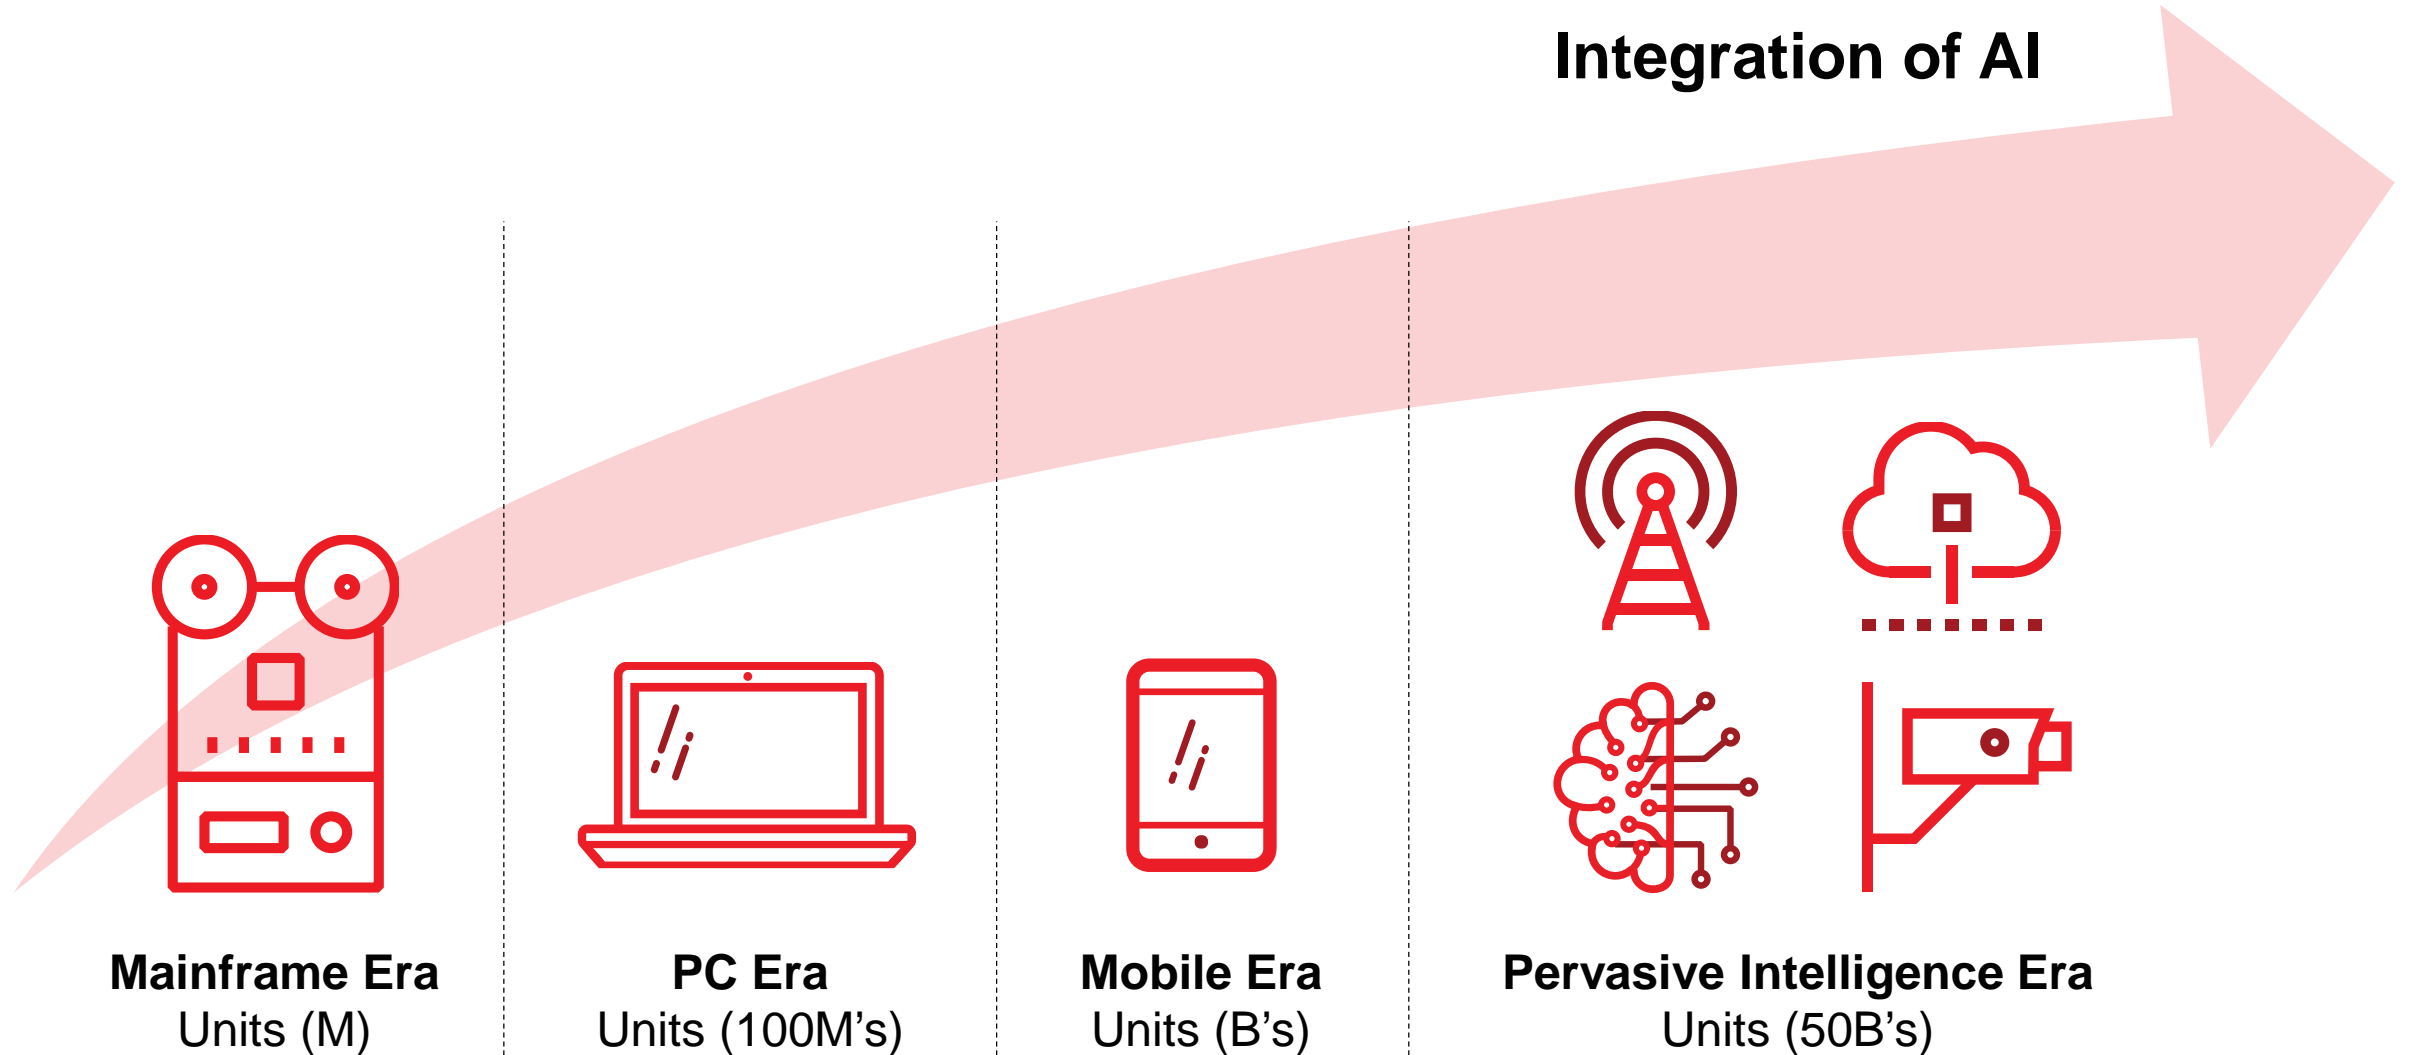 Integration of AI
Mainframe Era
Units (M)
PC Era
Units (100M’s)
Mobile Era
Units (B’s)
Pervasive Intelligence Era
Units (50B’s)